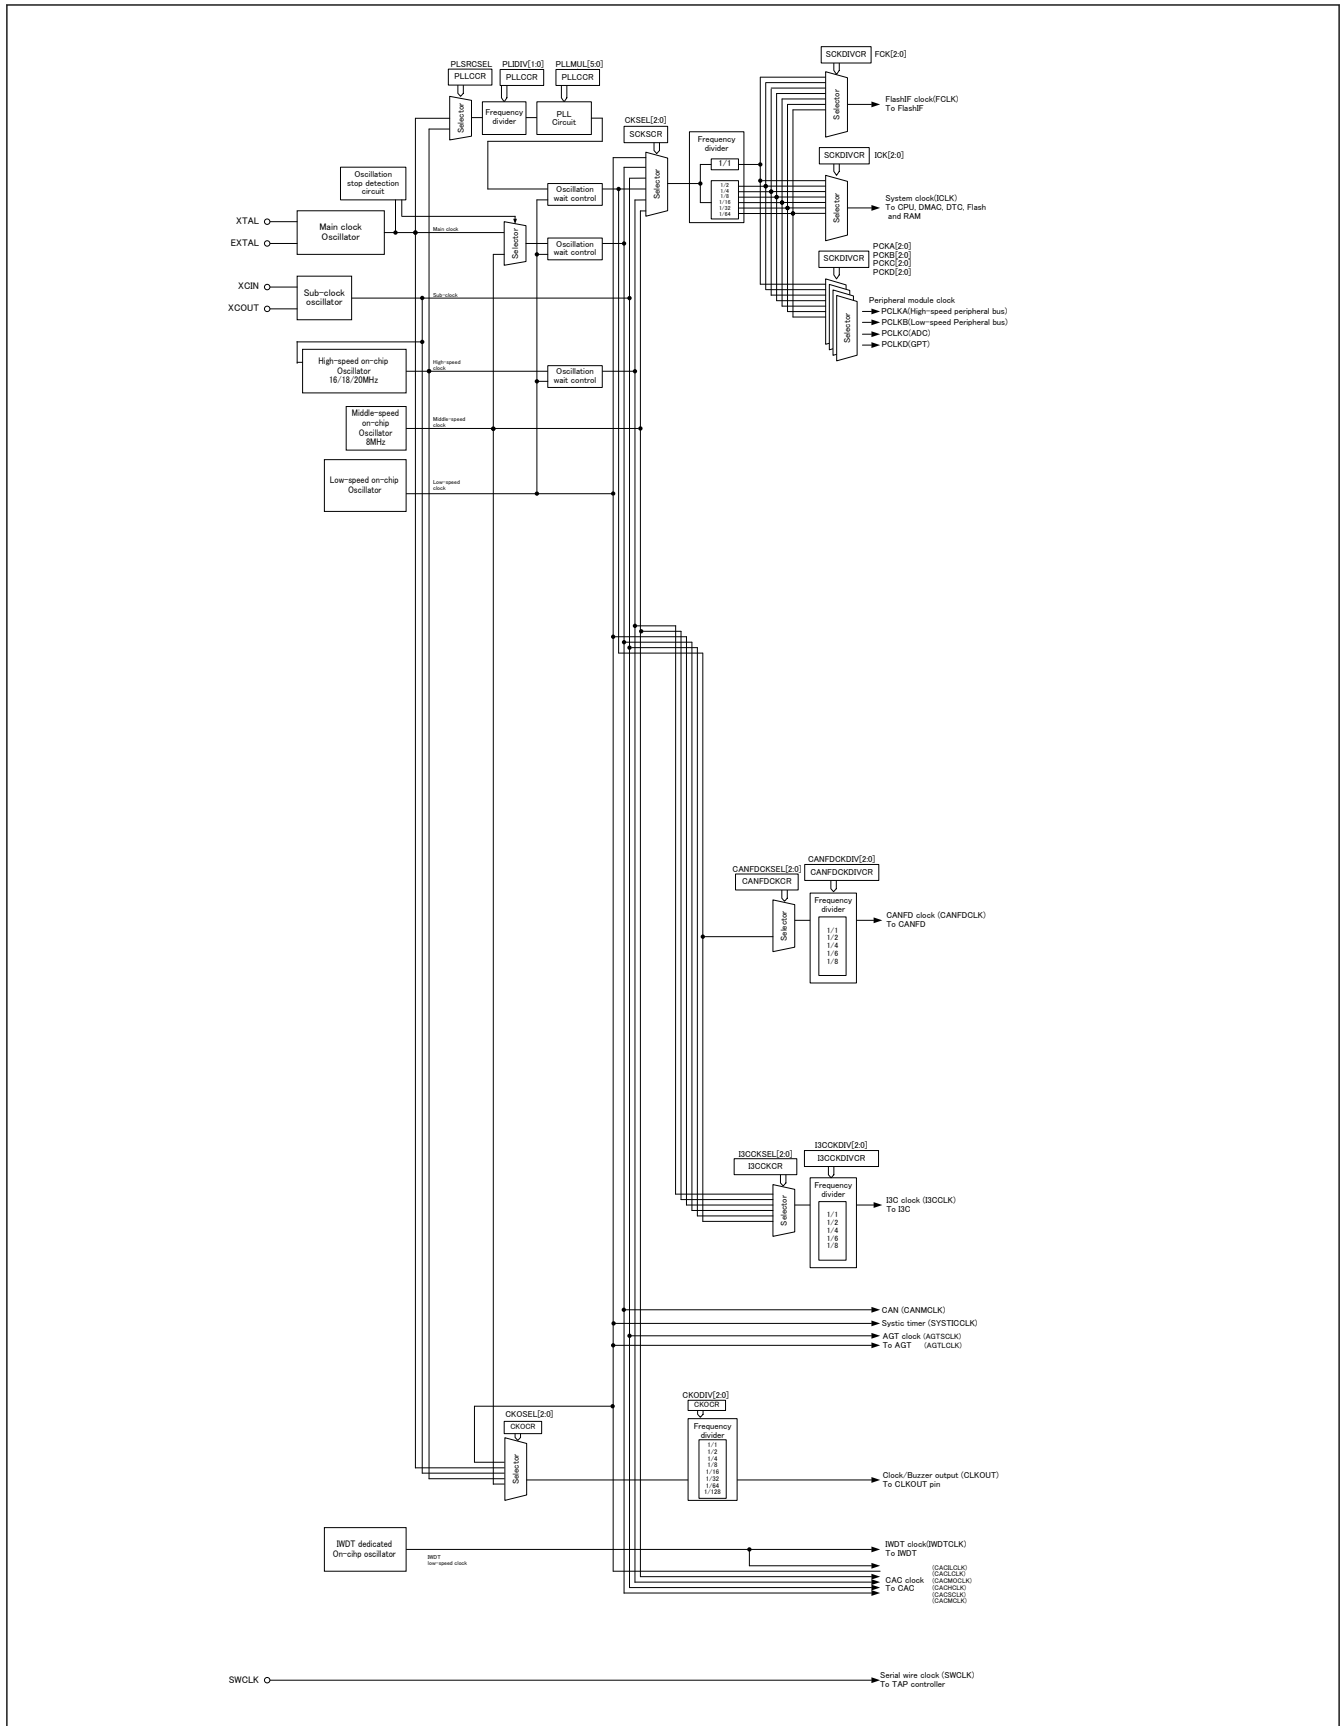 PLSRCSEL
PLLCCR
PLIDIV[1:0]
PLLCCR
PLLMUL[5:0]
PLLCCR
Selector
Frequency
divider
PLL
Circuit
CKSEL[2:0]
SCKSCR
Selector
Frequency
divider
1/1
1/2
1/4
1/8
1/16
1/32
1/64
SCKDIVCR
FCK[2:0]
Selector
FlashIF clock(FCLK)
To FlashIF
SCKDIVCR
ICK[2:0]
Selector
System clock(ICLK)
To CPU, DMAC, DTC, Flash
and RAM
PCKA[2:0]
PCKB[2:0]
PCKC[2:0]
PCKD[2:0]
SCKDIVCR
Selector
Peripheral module clock
PCLKA(High-speed peripheral bus)
PCLKB(Low-speed Peripheral bus)
PCLKC(ADC)
PCLKD(GPT)
Oscillation
stop detection
circuit
Oscillation
wait control
XTAL
EXTAL
Main clock
Oscillator
Main clock
Selector
Oscillation
wait control
XCIN
XCOUT
Sub-clock
oscillator
Sub-clock
High-speed on-chip
Oscillator
16/18/20MHz
High-speed
clock
Oscillation
wait control
Middle-speed
on-chip
Oscillator
8MHz
Middle-speed
clock
Low-speed on-chip
Oscillator
Low-speed
clock
CANFDCKSEL[2:0]
CANFDCKCR
CANFDCKDIV[2:0]
CANFDCKDIVCR
Selector
Frequency
divider
1/1
1/2
1/4
1/6
1/8
CANFD clock (CANFDCLK)
To CANFD
I3CCKSEL[2:0]
I3CCKCR
I3CCKDIV[2:0]
I3CCKDIVCR
Selector
Frequency
divider
1/1
1/2
1/4
1/6
1/8
I3C clock (I3CCLK)
To I3C
CAN (CANMCLK)
Systic timer (SYSTICCLK)
AGT clock (AGTSCLK)
To AGT (AGTLCLK)
CKOSEL[2:0]
CKOCR
Selector
CKODIV[2:0]
CKOCR
Frequency
divider
1/1
1/2
1/4
1/8
1/16
1/32
1/64
1/128
Clock/Buzzer output (CLKOUT)
To CLKOUT pin
IWDT dedicated
On-cihp oscillator
IWDT
low-speed clock
IWDT clock(IWDTCLK)
To IWDT
CAC clock
To CAC
(CACILCLK)
(CACLCLK)
(CACMOCLK)
(CACHCLK)
(CACSCLK)
(CACMCLK)
SWCLK
Serial wire clock (SWCLK)
To TAP controller